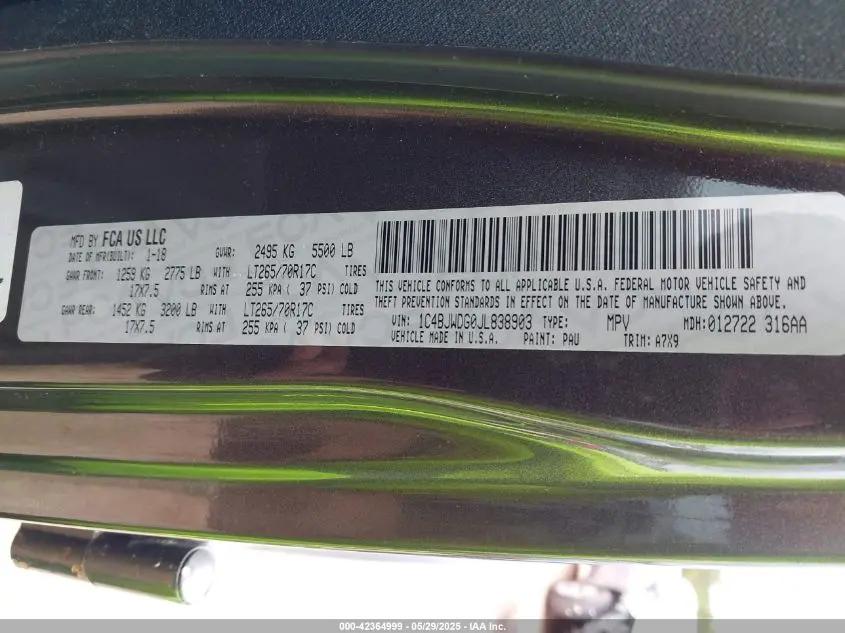 MFD BY FCA US LLC
DATE OF MFR(BUILT): 1-18 GVWR: 2495 KG 5500 LB
GAWR FRONT: 1259 KG 2775 LB WITH LT265/70R17C TIRES
17X7.5 RIMS AT 255 KPA ( 37 PSI) COLD
GAWR REAR: 1452 KG 3200 LB WITH LT265/70R17C TIRES
17X7.5 RIMS AT 255 KPA ( 37 PSI) COLD
THIS VEHICLE CONFORMS TO ALL APPLICABLE U.S.A. FEDERAL MOTOR VEHICLE SAFETY AND
THEFT PREVENTION STANDARDS IN EFFECT ON THE DATE OF MANUFACTURE SHOWN ABOVE.
VIN: 1C4BJWDG0JL838903 TYPE: MPV MDH:012722 316AA
VEHICLE MADE IN U.S.A. PAINT: PAU TRIM: A7X9
000-42364999 — 05/29/2025 — IAA Inc.